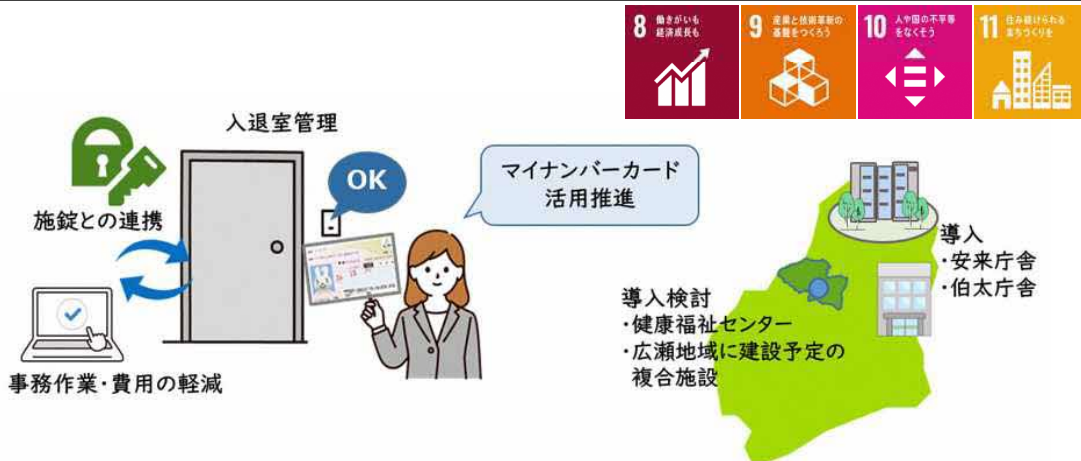 8 働きがいも
経済成長も
9 産業と技術革新の
基盤をつくろう
10 人や国の不平等
をなくそう
11 住み続けられる
まちづくりを
入退室管理
OK
マイナンバーカード
活用推進
施錠との連携
事務作業・費用の軽減
導入
・安来庁舎
・伯太庁舎
導入検討
・健康福祉センター
・広瀬地域に建設予定の
複合施設